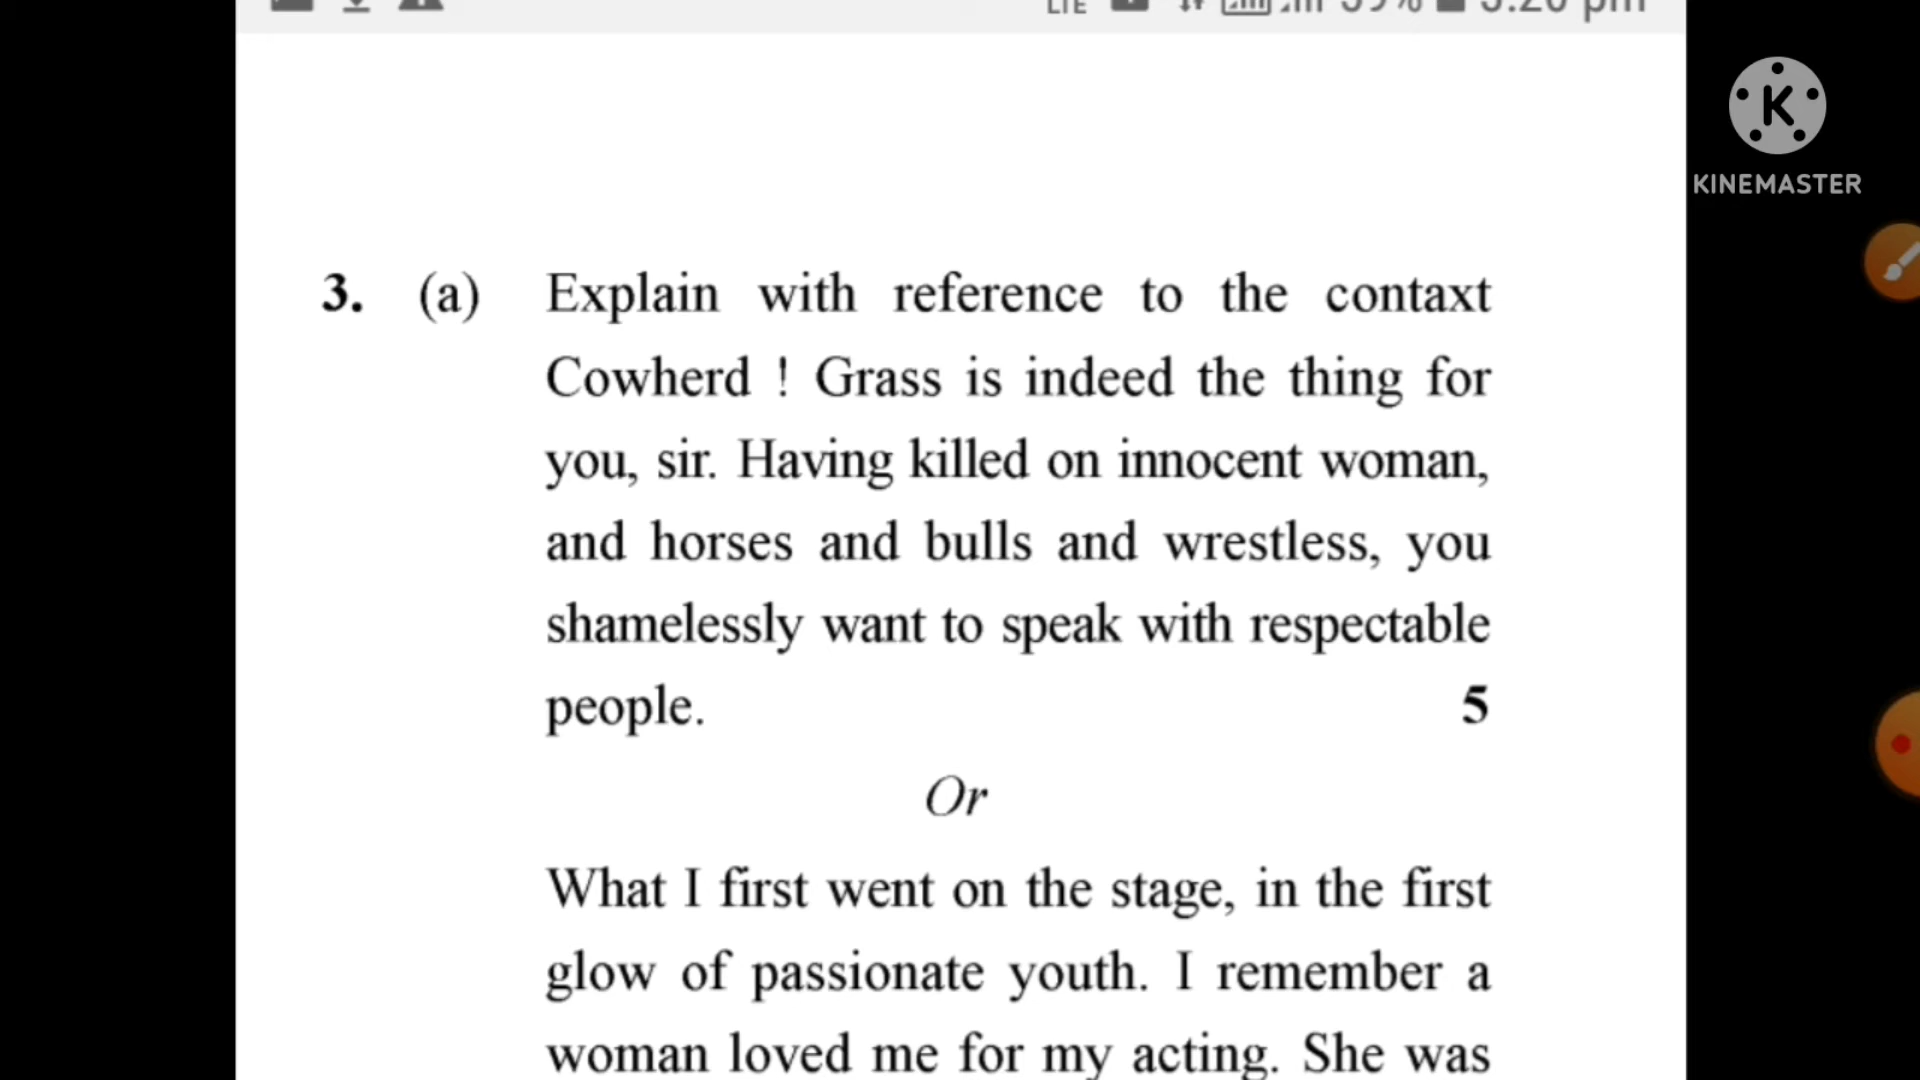 KINEMASTER
3. (a) Explain with reference to the contaxt
Cowherd ! Grass is indeed the thing for
you, sir. Having killed on innocent woman,
and horses and bulls and wrestless, you
shamelessly want to speak with respectable
people. 5
Or
What I first went on the stage, in the first
glow of passionate youth. I remember a
woman loved me for my acting. She was